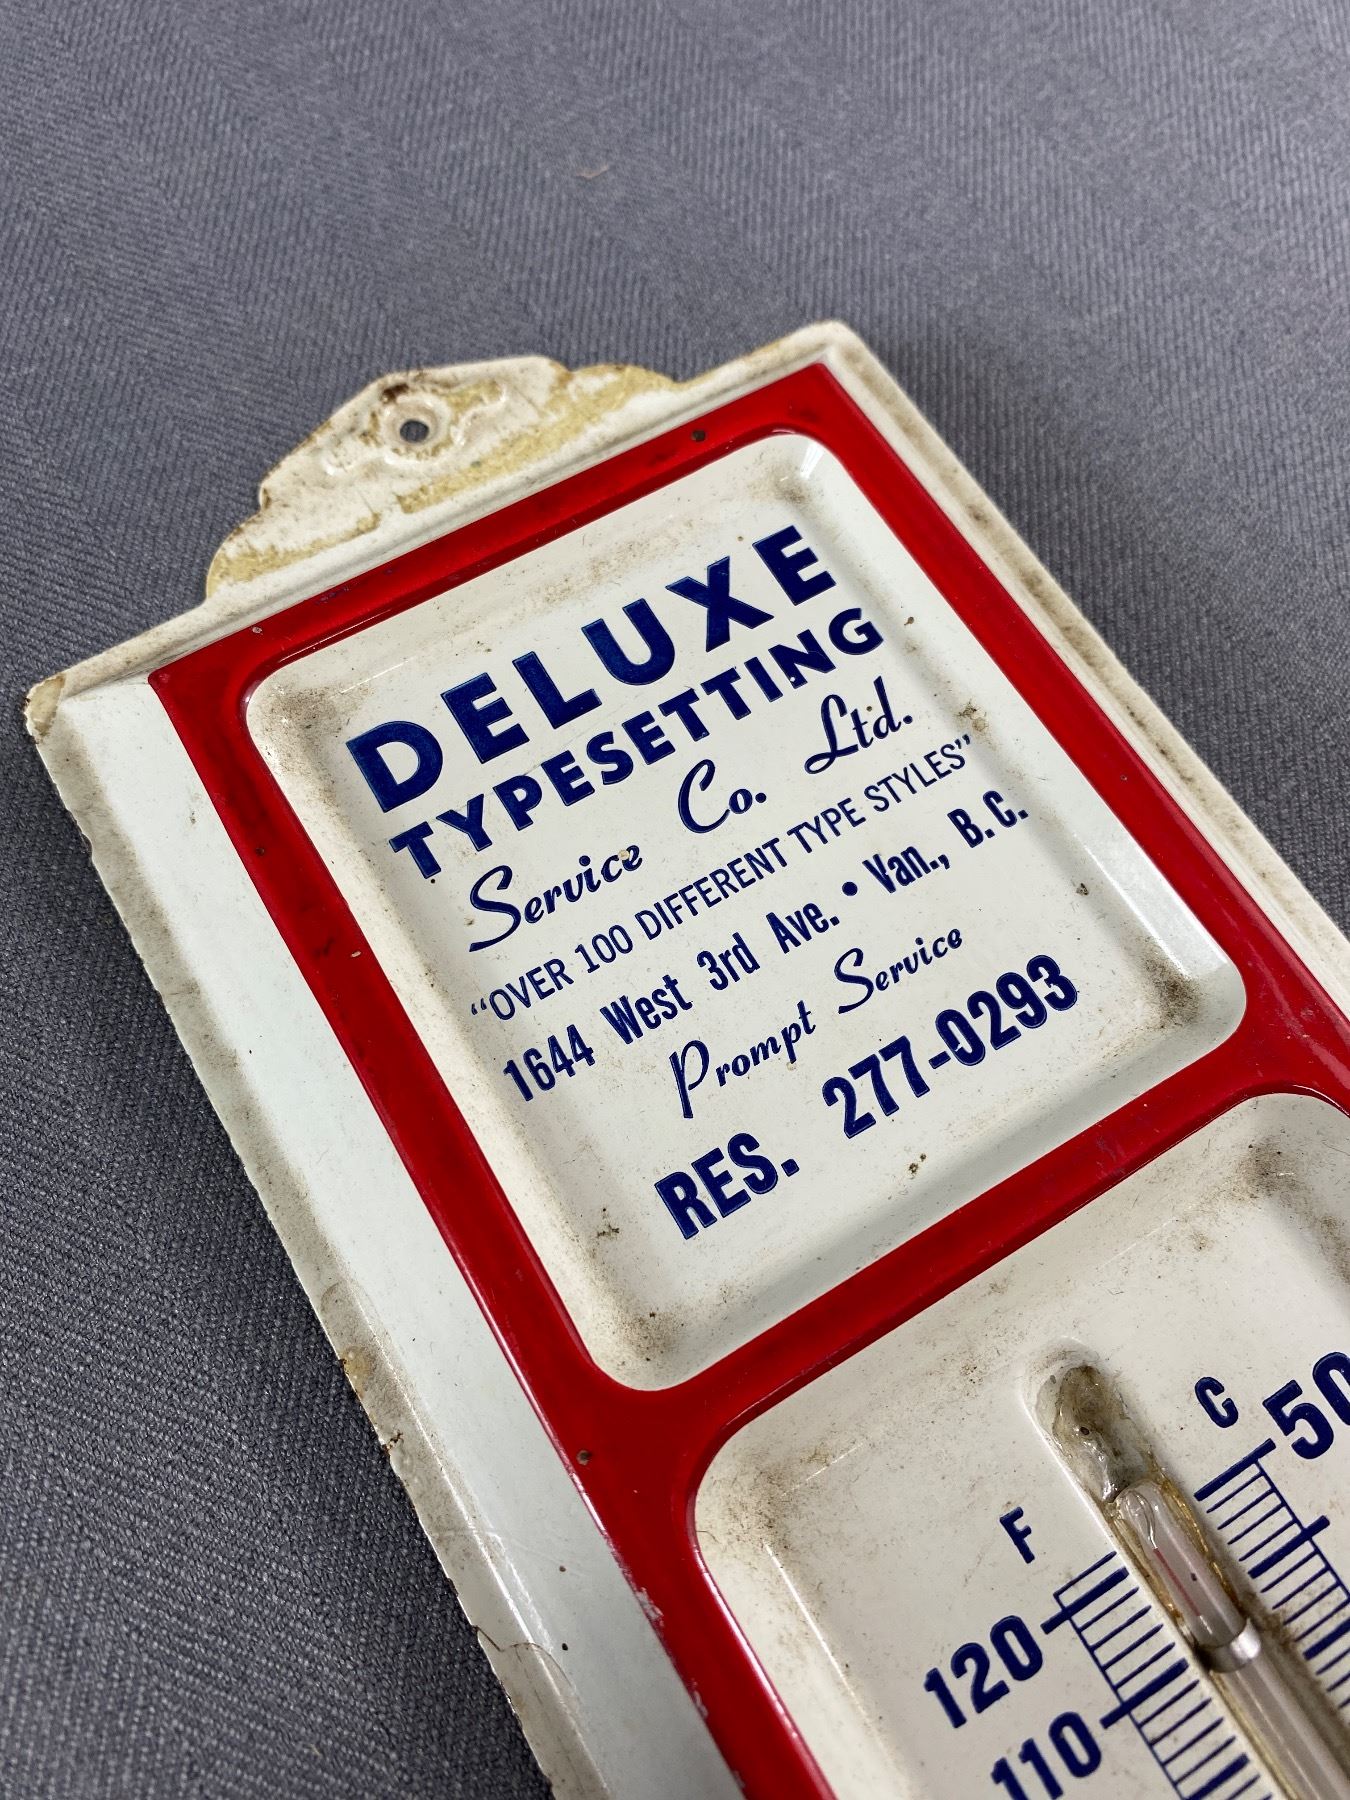 DELUXE
TYPESETTING
Service Co. Ltd.
“OVER 100 DIFFERENT TYPE STYLES”
1644 West 3rd Ave. • Van., B.C.
Prompt Service
RES. 277-0293
F C
50
120
110